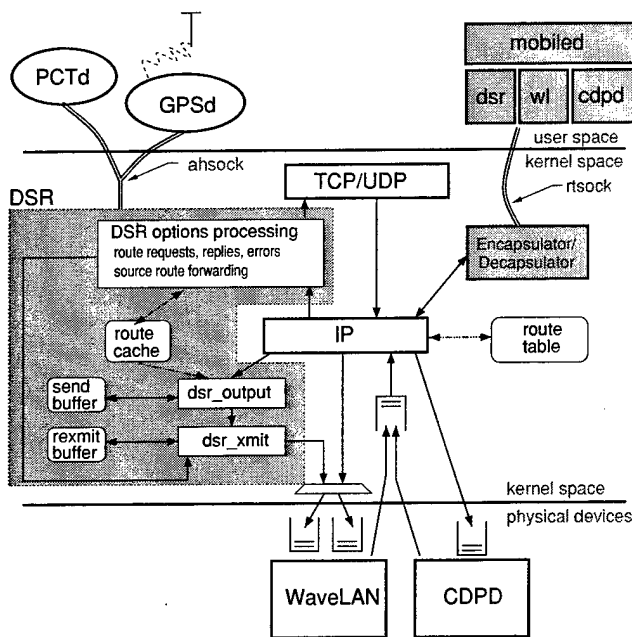 mobiled
PCTd
GPSd
dsr
wl
cdpd
user space
kernel space
ahsock
rtsock
TCP/UDP
DSR
DSR options processing
route requests, replies, errors
source route forwarding
Encapsulator/
Decapsulator
route
cache
IP
route
table
send
buffer
dsr_output
rexmit
buffer
dsr_xmit
kernel space
physical devices
WaveLAN
CDPD